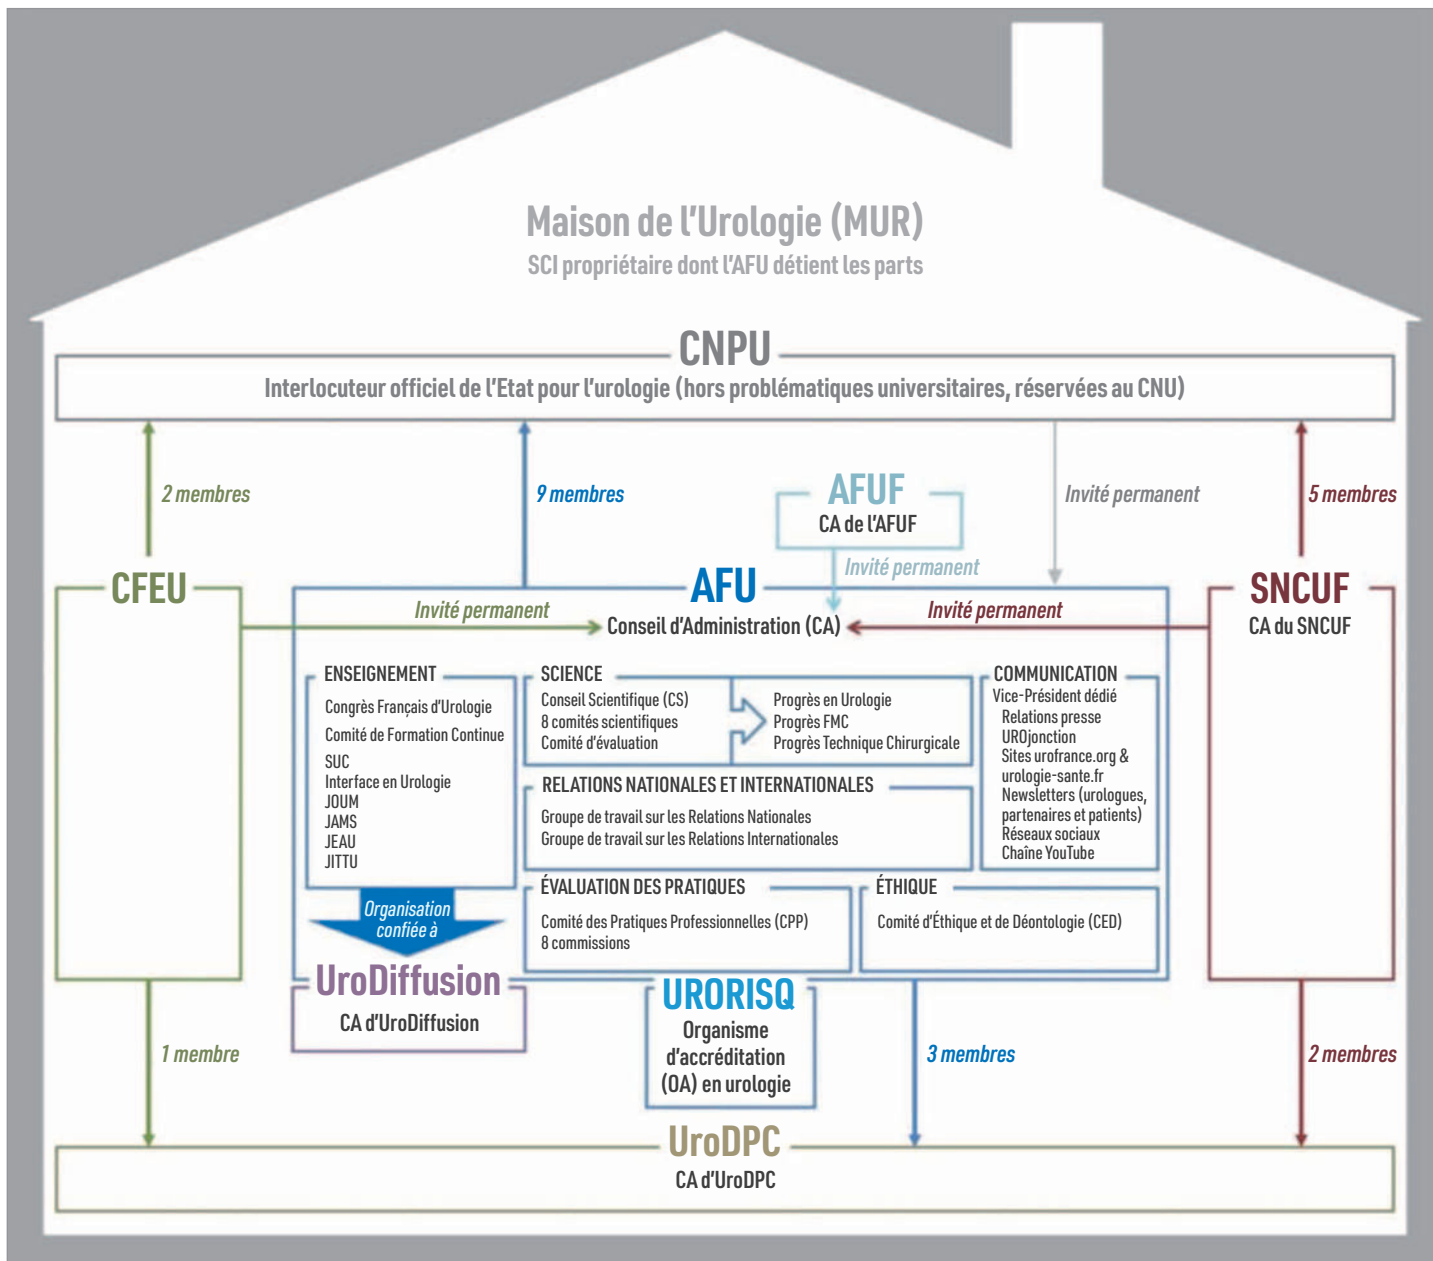 Maison de l'Urologie (MUR)
SCI propriétaire dont l'AFU détient les parts
CNPU
Interlocuteur officiel de l'Etat pour l'urologie (hors problématiques universitaires, réservées au CNU)
2 membres
9 membres
AFUF
CA de l'AFUF
Invité permanent
Invité permanent
5 membres
CFEU
AFU
SNCUF
CA du SNCUF
Invité permanent
Conseil d'Administration (CA)
Invité permanent
ENSEIGNEMENT
Congrès Français d'Urologie
Comité de Formation Continue
SUC
Interface en Urologie
JOUM
JAMS
JEAU
JITTU
SCIENCE
Conseil Scientifique (CS)
8 comités scientifiques
Comité d'évaluation
Progrès en Urologie
Progrès FMC
Progrès Technique Chirurgicale
COMMUNICATION
Vice-Président dédié
Relations presse
UROjonction
Sites urofrance.org &
urologie-sante.fr
Newsletters (urologues,
partenaires et patients)
Réseaux sociaux
Chaîne YouTube
RELATIONS NATIONALES ET INTERNATIONALES
Groupe de travail sur les Relations Nationales
Groupe de travail sur les Relations Internationales
ÉVALUATION DES PRATIQUES
Comité des Pratiques Professionnelles (CPP)
8 commissions
ÉTHIQUE
Comité d'Éthique et de Déontologie (CED)
Organisation
confiée à
UroDiffusion
CA d'UroDiffusion
URORISQ
Organisme
d'accréditation
(OA) en urologie
1 membre
3 membres
2 membres
UroDPC
CA d'UroDPC